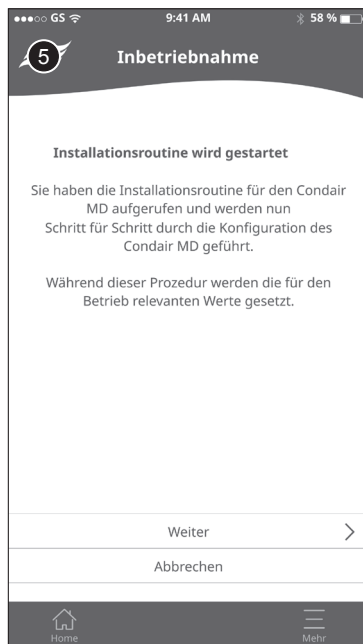 GS 9:41 AM 58 %
5 Inbetriebnahme
Installationsroutine wird gestartet
Sie haben die Installationsroutine für den Condair
MD aufgerufen und werden nun
Schritt für Schritt durch die Konfiguration des
Condair MD geführt.
Während dieser Prozedur werden die für den
Betrieb relevanten Werte gesetzt.
Weiter
Abbrechen
Home Mehr